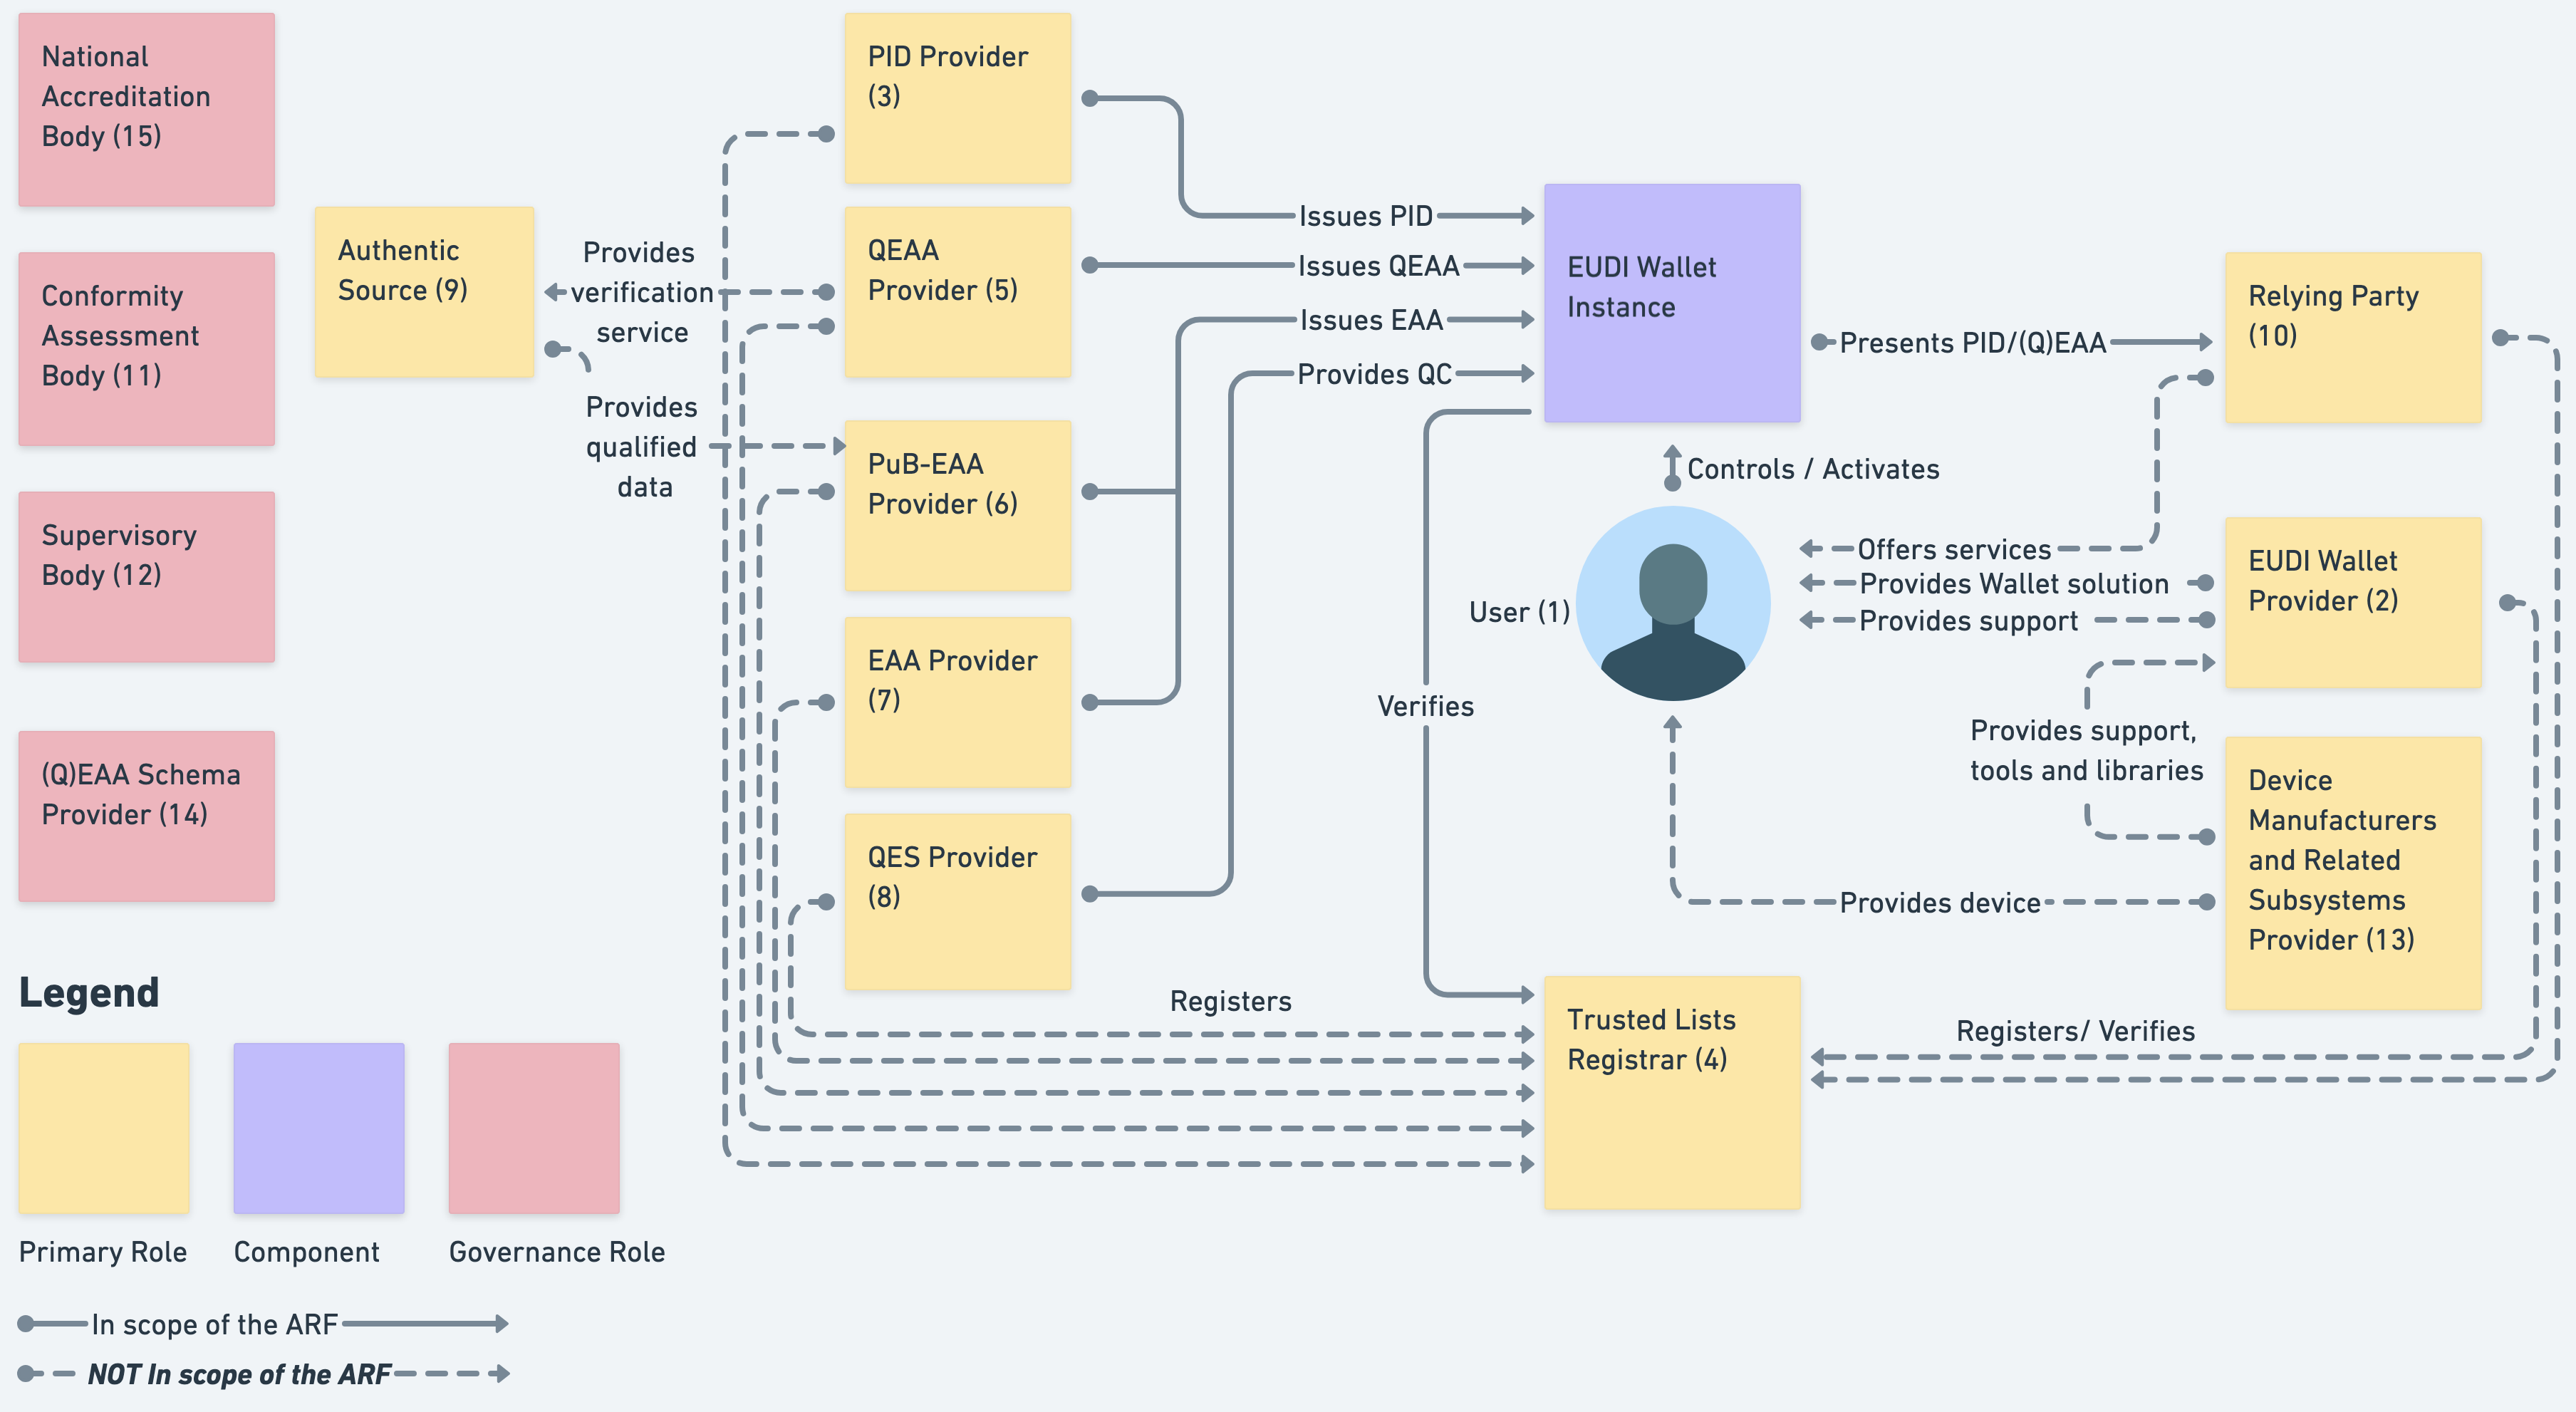 National
Accreditation
Body (15)
Conformity
Assessment
Body (11)
Supervisory
Body (12)
(Q)EAA Schema
Provider (14)
Authentic
Source (9)
Provides
verification
service
Provides
qualified
data
PID Provider
(3)
QEAA
Provider (5)
PuB-EAA
Provider (6)
EAA Provider
(7)
QES Provider
(8)
Issues PID
Issues QEAA
Issues EAA
Provides QC
Verifies
Registers
EUDI Wallet
Instance
Controls / Activates
User (1)
Trusted Lists
Registrar (4)
Presents PID/(Q)EAA
Offers services
Provides Wallet solution
Provides support
Provides support,
tools and libraries
Provides device
Registers/ Verifies
Relying Party
(10)
EUDI Wallet
Provider (2)
Device
Manufacturers
and Related
Subsystems
Provider (13)
Legend
Primary Role
Component
Governance Role
In scope of the ARF
NOT In scope of the ARF